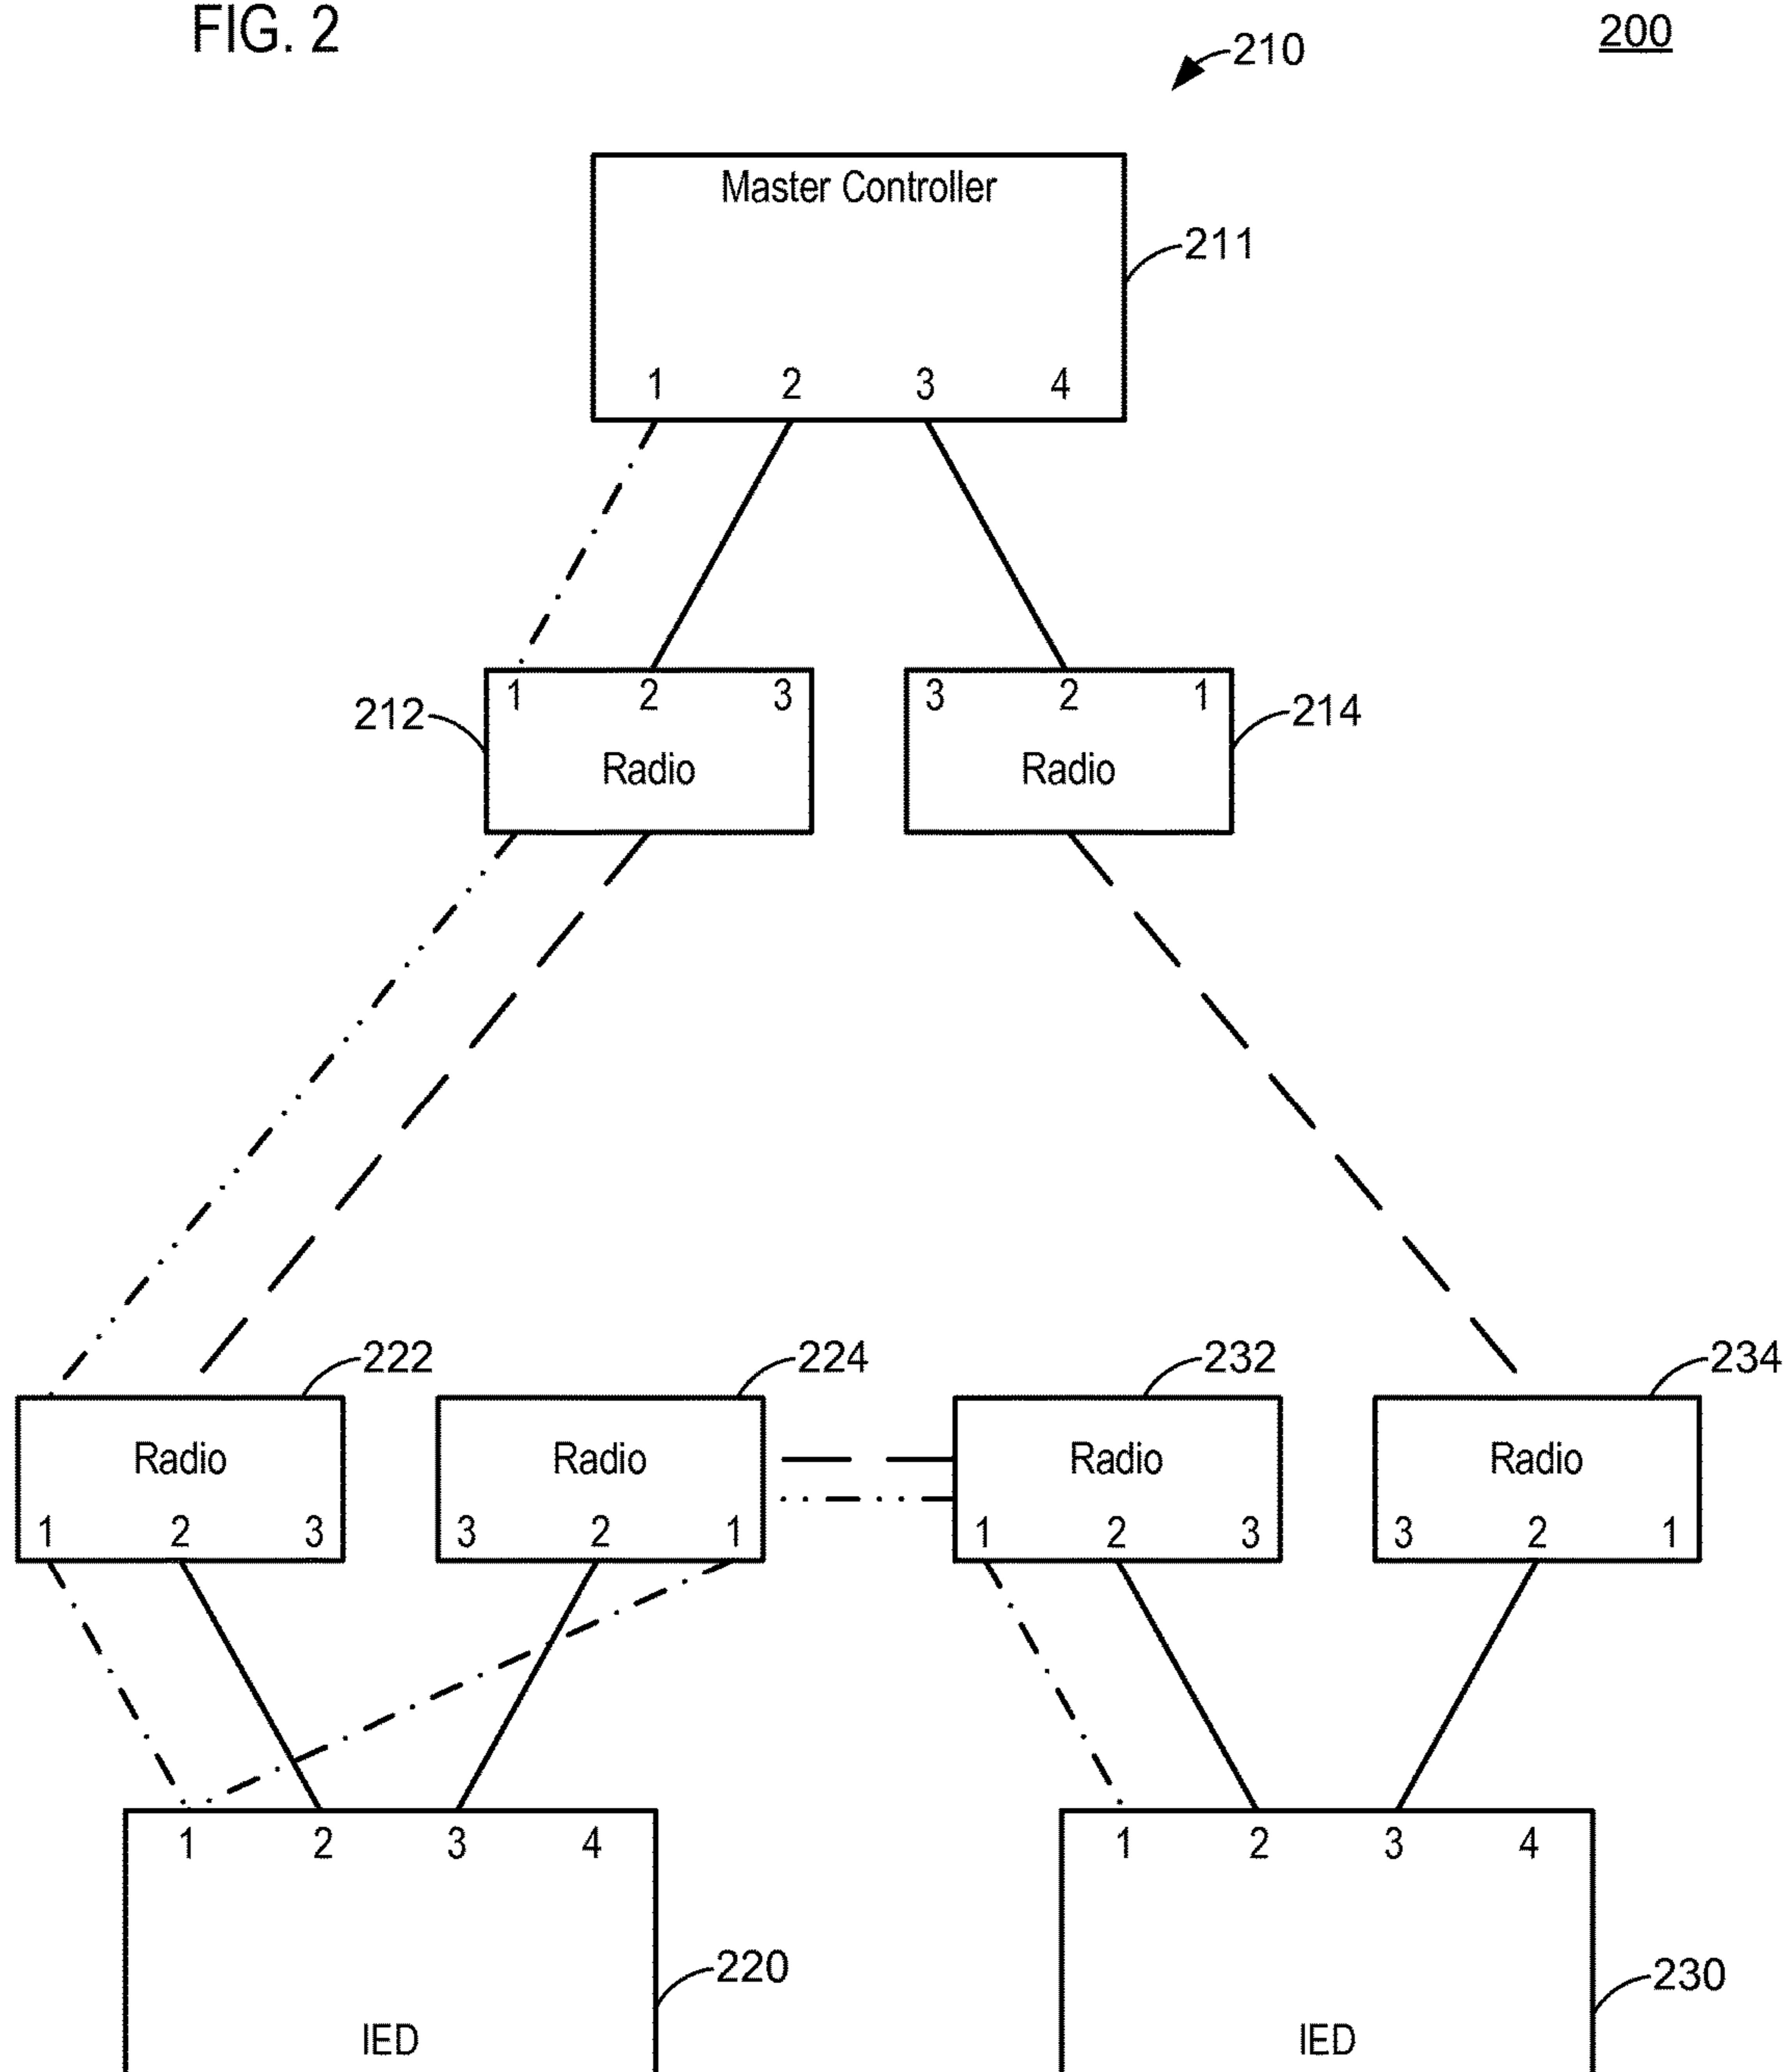 FIG. 2
200
210
Master Controller
211
1 2 3 4
1 2 3
3 2 1
212
214
Radio
Radio
222
224
232
234
Radio
Radio
Radio
Radio
1 2 3
3 2 1
1 2 3
3 2 1
1 2 3 4
1 2 3 4
220
230
IED
IED